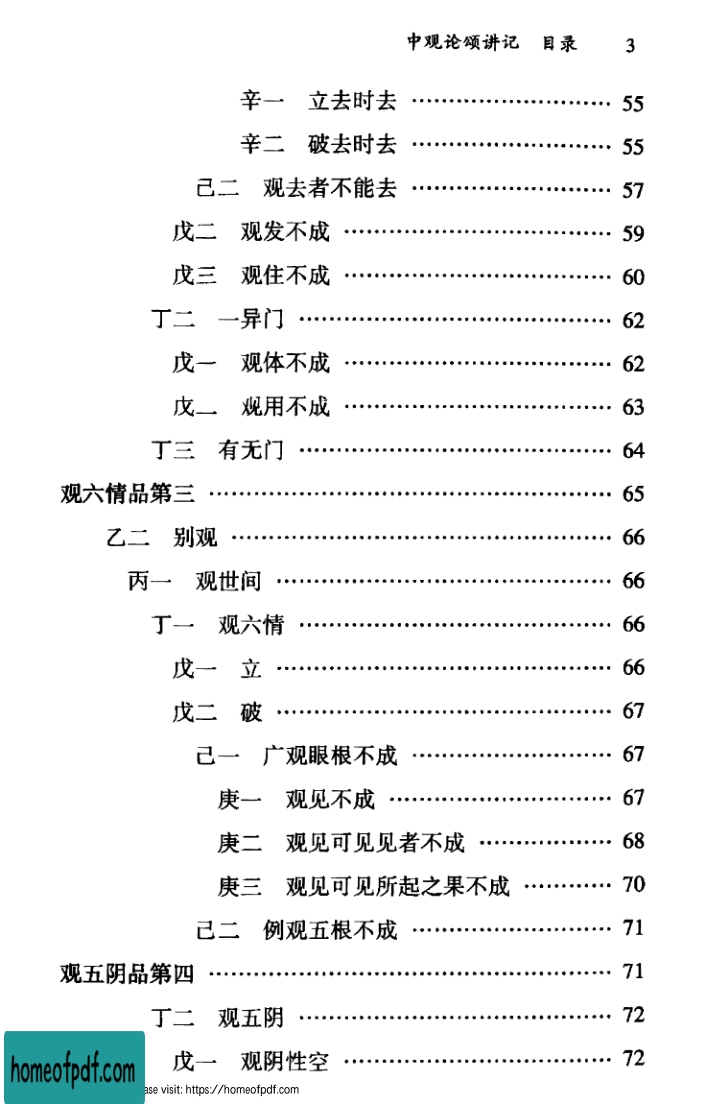 中观论颂讲记 目录 3
辛一 立去时去 ………………………… 55
辛二 破去时去 ………………………… 55
己二 观去者不能去 ………………………… 57
戊二 观发不成 ………………………… 59
戊三 观住不成 ………………………… 60
丁二 一异门 ………………………… 62
戊一 观体不成 ………………………… 62
戊二 观用不成 ………………………… 63
丁三 有无门 ………………………… 64
观六情品第三 ………………………… 65
乙二 别观 ………………………… 66
丙一 观世间 ………………………… 66
丁一 观六情 ………………………… 66
戊一 立 ………………………… 66
戊二 破 ………………………… 67
己一 广观眼根不成 ………………………… 67
庚一 观见不成 ………………………… 67
庚二 观见可见见者不成 ……………… 68
庚三 观见可见所起之果不成 ………… 70
己二 例观五根不成 ………………………… 71
观五阴品第四 ………………………… 71
丁二 观五阴 ………………………… 72
戊一 观阴性空 ………………………… 72
homeofpdf.com
ase visit: https://homeofpdf.com